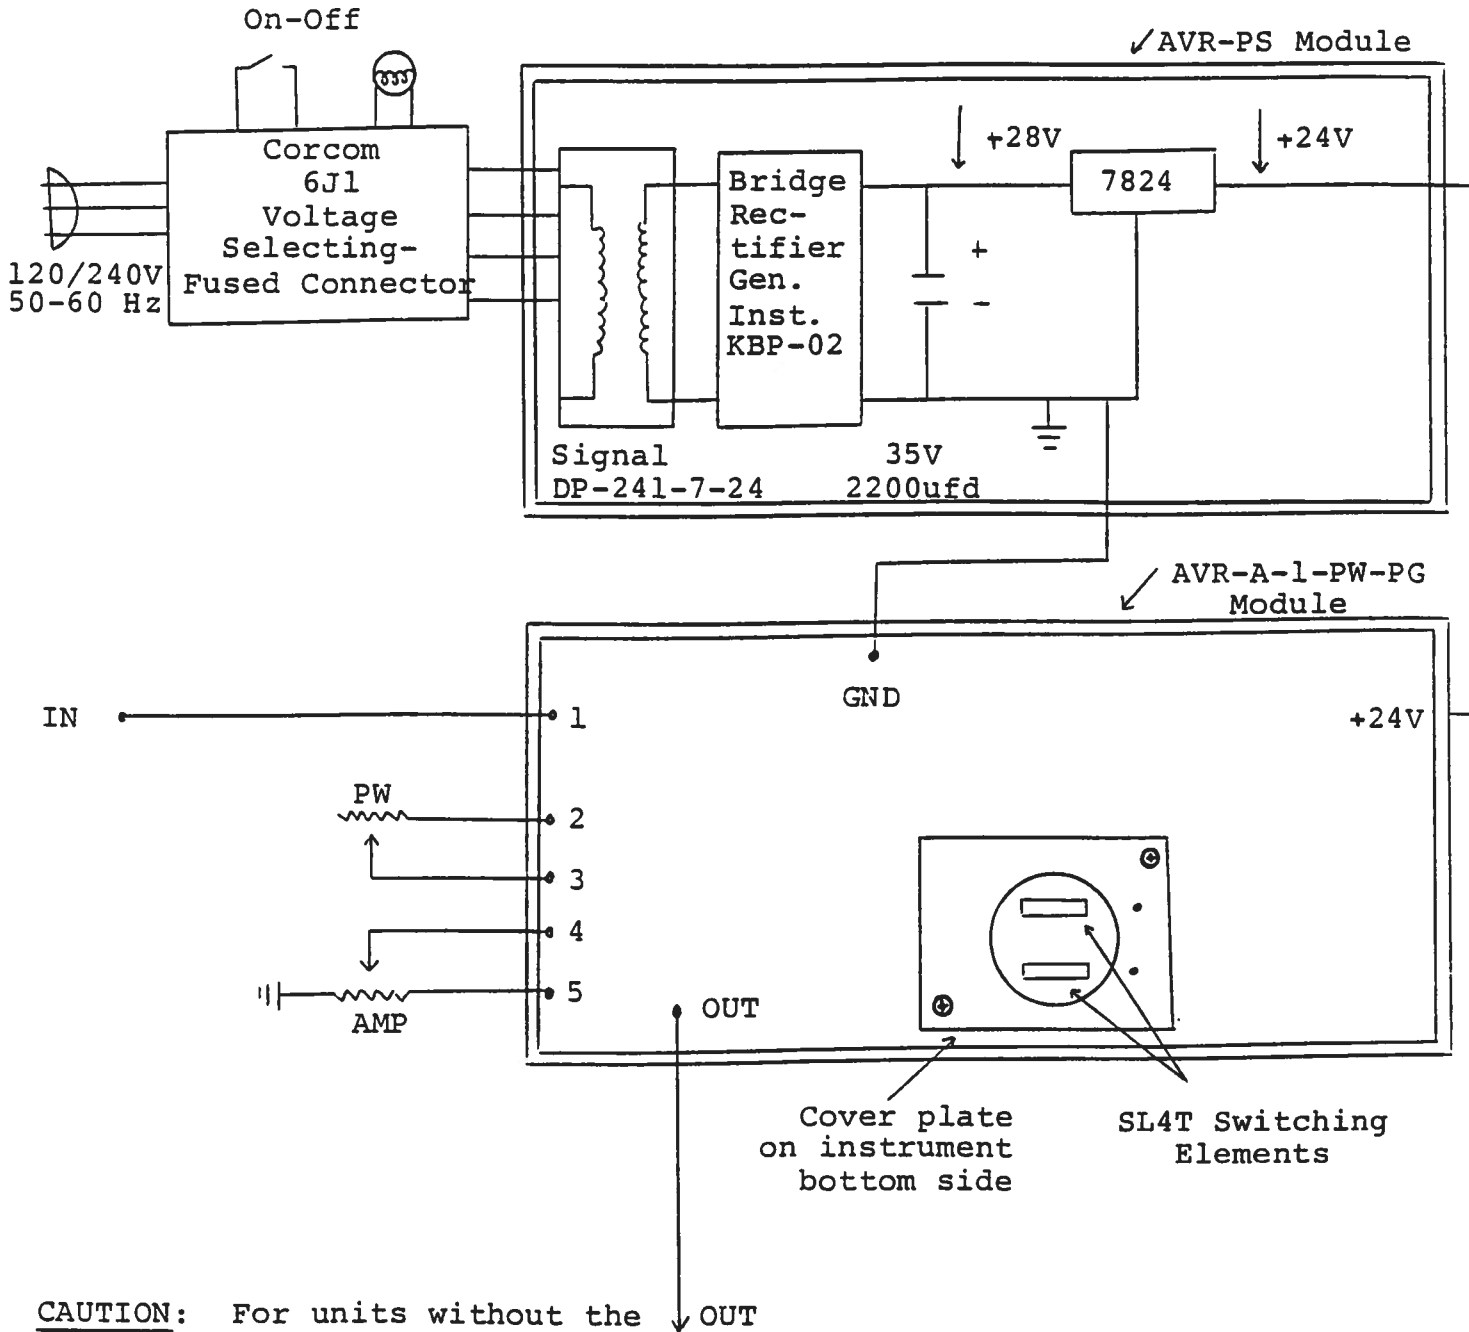 On-Off
AVR-PS Module
Corcom
6J1
Voltage
Selecting-
Fused Connector
120/240V
50-60 Hz
Bridge
Rec-
tifier
Gen.
Inst.
KBP-02
+28V
7824
+24V
+
-
Signal
DP-241-7-24
35V
2200ufd
AVR-A-1-PW-PG
Module
GND
IN
1
+24V
PW
2
3
4
5
AMP
OUT
Cover plate
on instrument
bottom side
SL4T Switching
Elements
CAUTION: For units without the
OUT